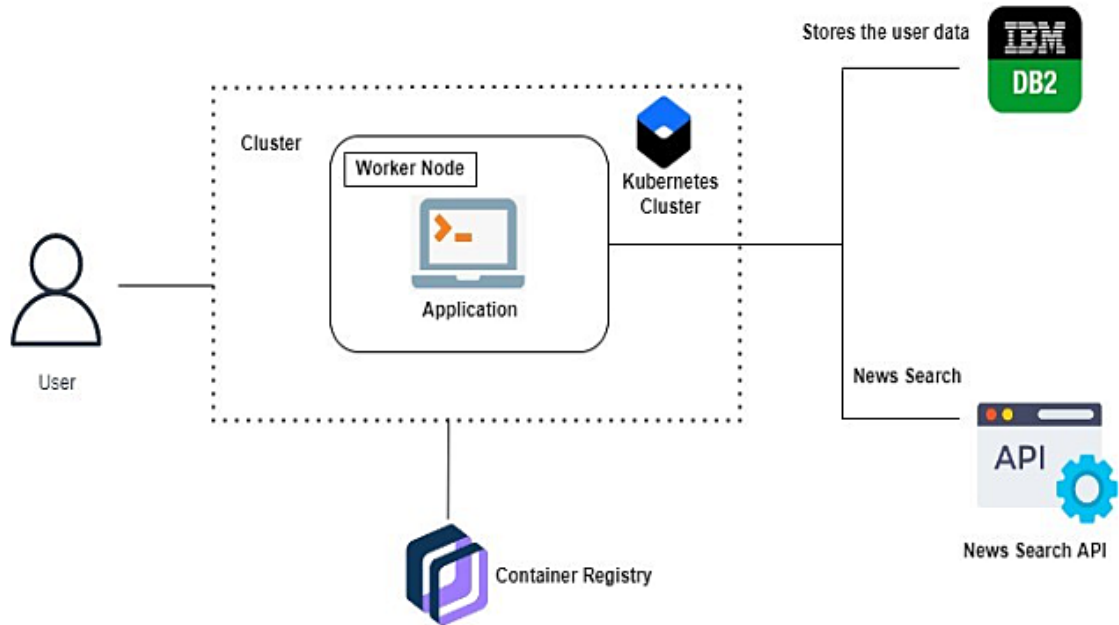 Stores the user data
IBM
DB2
Cluster
Worker Node
Kubernetes
Cluster
Application
User
News Search
API
News Search API
Container Registry